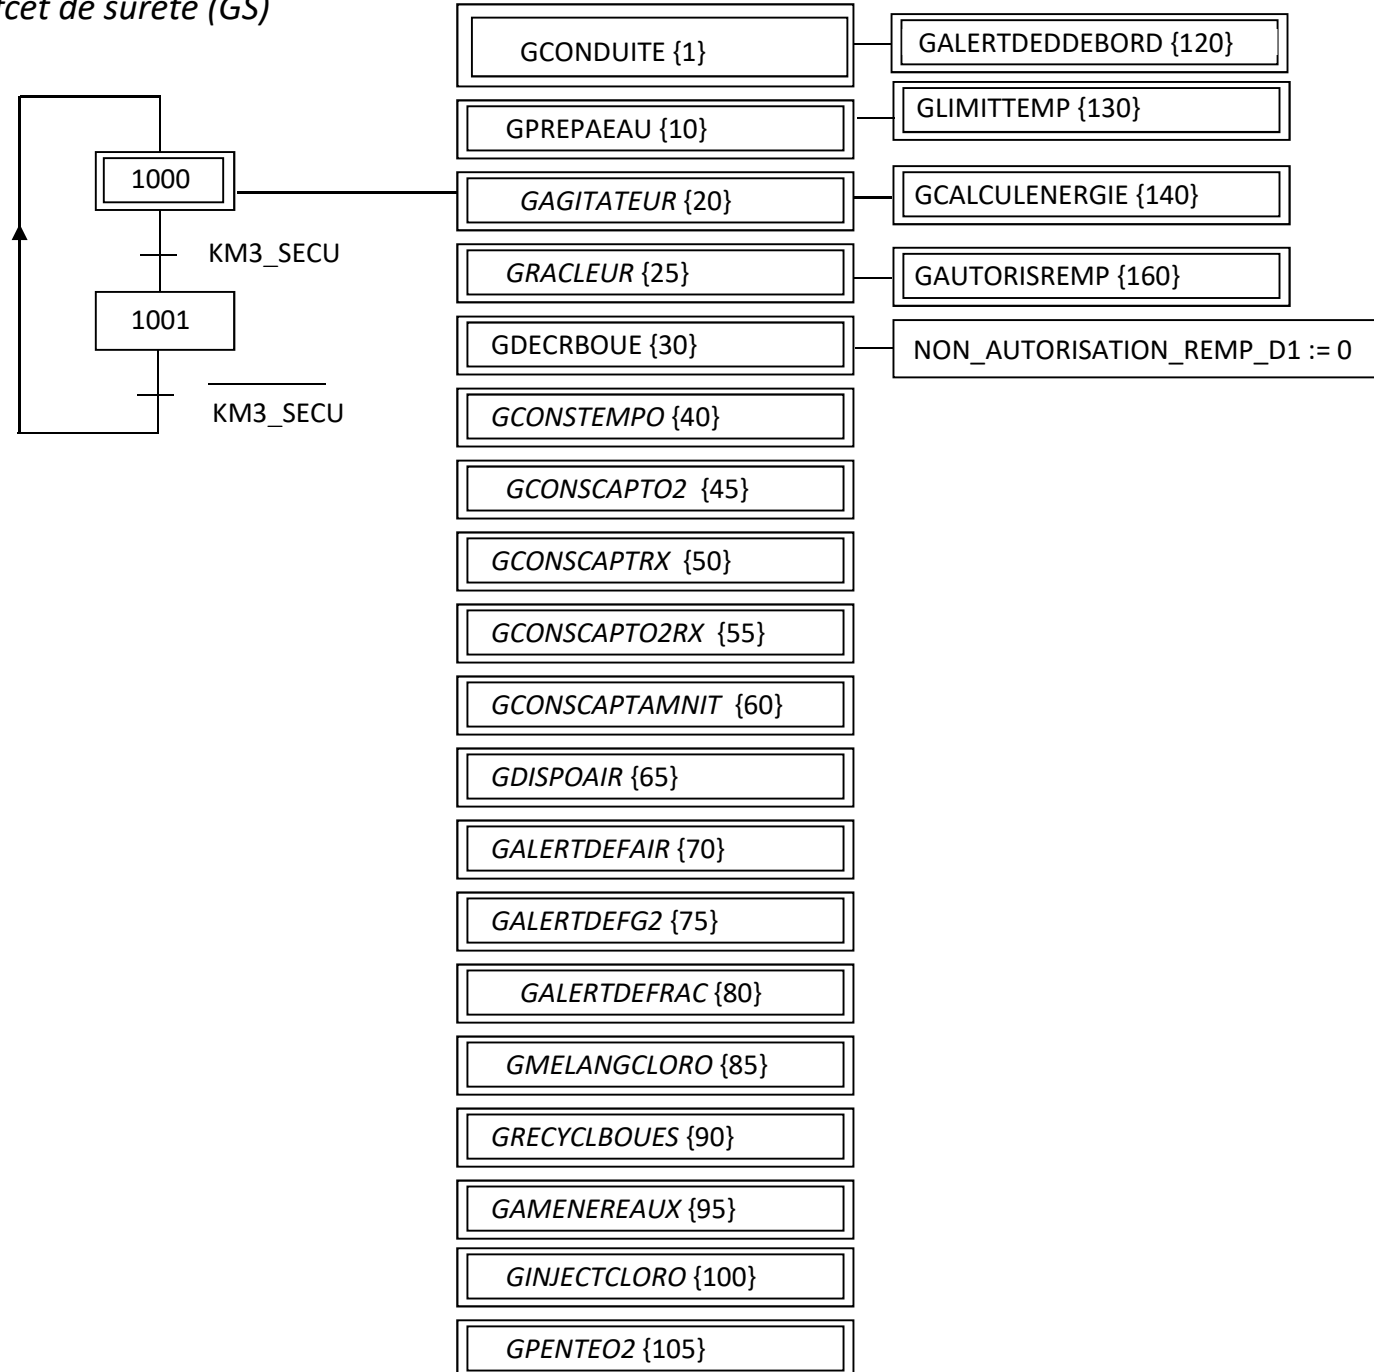 fcet de sûreté (GS)
GCONDUITE {1}
GALERTDEDDEBORD {120}
GPREPAEAU {10}
GLIMITTEMP {130}
1000
GAGITATEUR {20}
GCALCULENERGIE {140}
KM3_SECU
GRACLEUR {25}
GAUTORISREMP {160}
1001
GDECRBOUE {30}
NON_AUTORISATION_REMP_D1 := 0
KM3_SECU
GCONSTEMPO {40}
GCONSCAPTO2 {45}
GCONSCAPTRX {50}
GCONSCAPTO2RX {55}
GCONSCAPTAMNIT {60}
GDISPOAIR {65}
GALERTDEFAIR {70}
GALERTDEFG2 {75}
GALERTDEFRAC {80}
GMELANGCLORO {85}
GRECYCLBOUES {90}
GAMENEREAUX {95}
GINJECTCLORO {100}
GPENTEO2 {105}